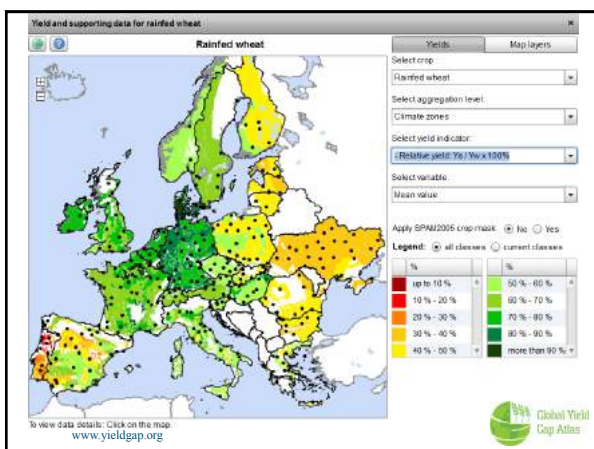 Yield and supporting data for rainfed wheat
×
Rainfed wheat
Yields
Map layers
Select crop:
Rainfed wheat
Select aggregation level:
Climate zones
Select yield indicator:
- Relative yield: Ya / Yw x 100%
Select variable:
Mean value
Apply SPAM2005 crop mask: No Yes
Legend: all classes current classes
% %
up to 10 % 50 % - 60 %
10 % - 20 % 60 % - 70 %
20 % - 30 % 70 % - 80 %
30 % - 40 % 80 % - 90 %
40 % - 50 % more than 90 %
To view data details: Click on the map.
www.yieldgap.org
Global Yield
Gap Atlas